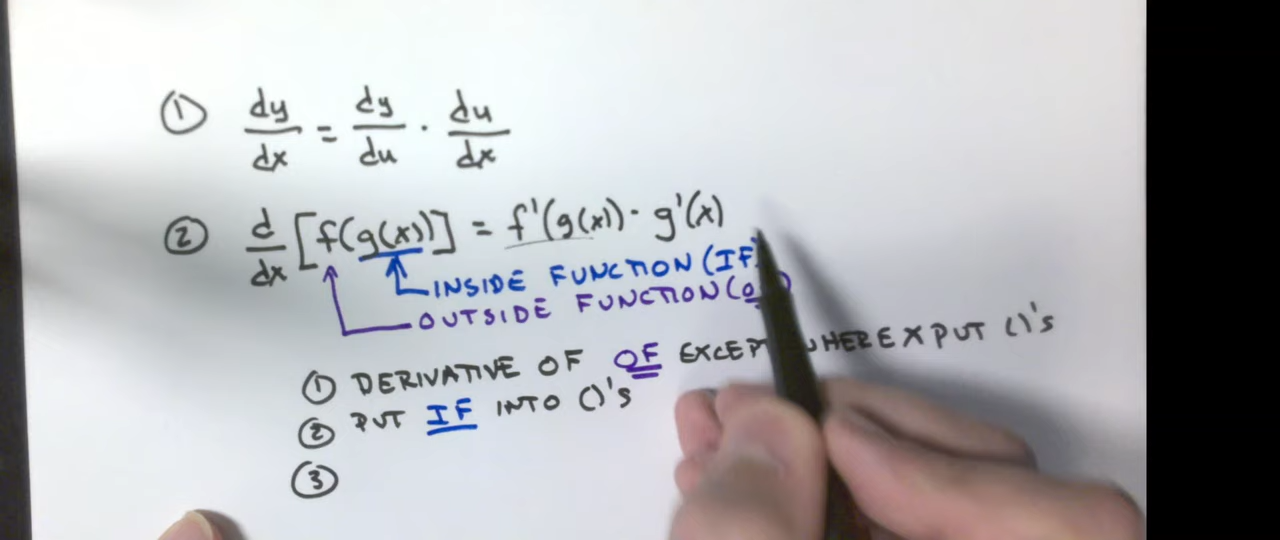 ① dy/dx = dy/du · du/dx
② d/dx [f(g(x))] = f'(g(x)) · g'(x)
INSIDE FUNCTION (IF
OUTSIDE FUNCTION (O )
① DERIVATIVE OF OF EXCEPT WHERE X PUT ()'S
② PUT IF INTO ()'S
③